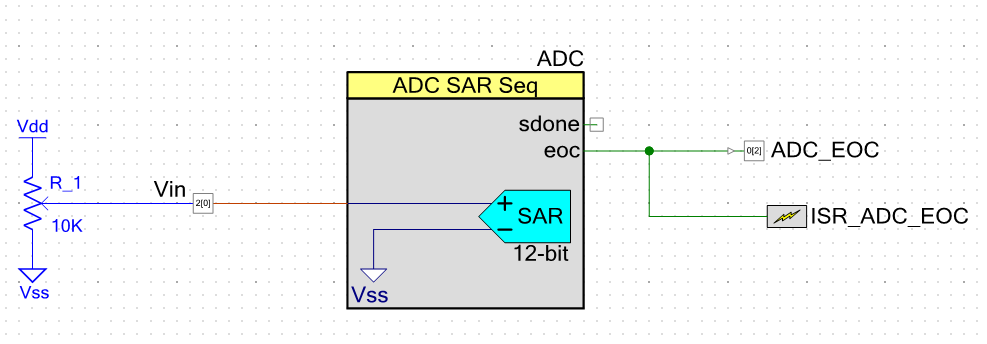 ADC
ADC SAR Seq
sdone
eoc
0[2] ADC_EOC
Vdd
R_1
10K
Vss
Vin
2[0]
+ SAR
−
12-bit
Vss
ISR_ADC_EOC